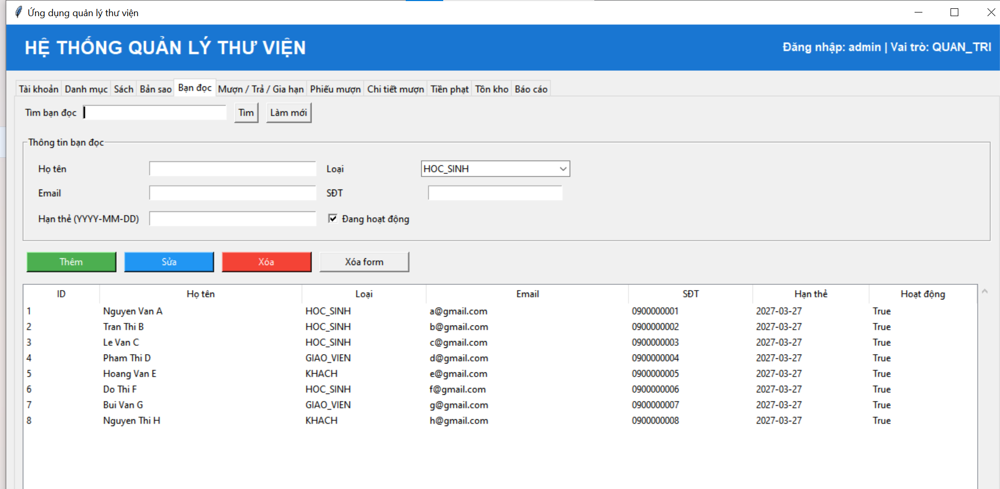 Ứng dụng quản lý thư viện
HỆ THỐNG QUẢN LÝ THƯ VIỆN
Đăng nhập: admin | Vai trò: QUAN_TRI
Tài khoản Danh mục Sách Bản sao Bạn đọc Mượn / Trả / Gia hạn Phiếu mượn Chi tiết mượn Tiền phạt Tồn kho Báo cáo
Tìm bạn đọc Tìm Làm mới
Thông tin bạn đọc
Họ tên Loại HOC_SINH
Email SĐT
Hạn thẻ (YYYY-MM-DD) Đang hoạt động
Thêm Sửa Xóa Xóa form
ID Họ tên Loại Email SĐT Hạn thẻ Hoạt động
1 Nguyen Van A HOC_SINH a@gmail.com 0900000001 2027-03-27 True
2 Tran Thi B HOC_SINH b@gmail.com 0900000002 2027-03-27 True
3 Le Van C HOC_SINH c@gmail.com 0900000003 2027-03-27 True
4 Pham Thi D GIAO_VIEN d@gmail.com 0900000004 2027-03-27 True
5 Hoang Van E KHACH e@gmail.com 0900000005 2027-03-27 True
6 Do Thi F HOC_SINH f@gmail.com 0900000006 2027-03-27 True
7 Bui Van G GIAO_VIEN g@gmail.com 0900000007 2027-03-27 True
8 Nguyen Thi H KHACH h@gmail.com 0900000008 2027-03-27 True